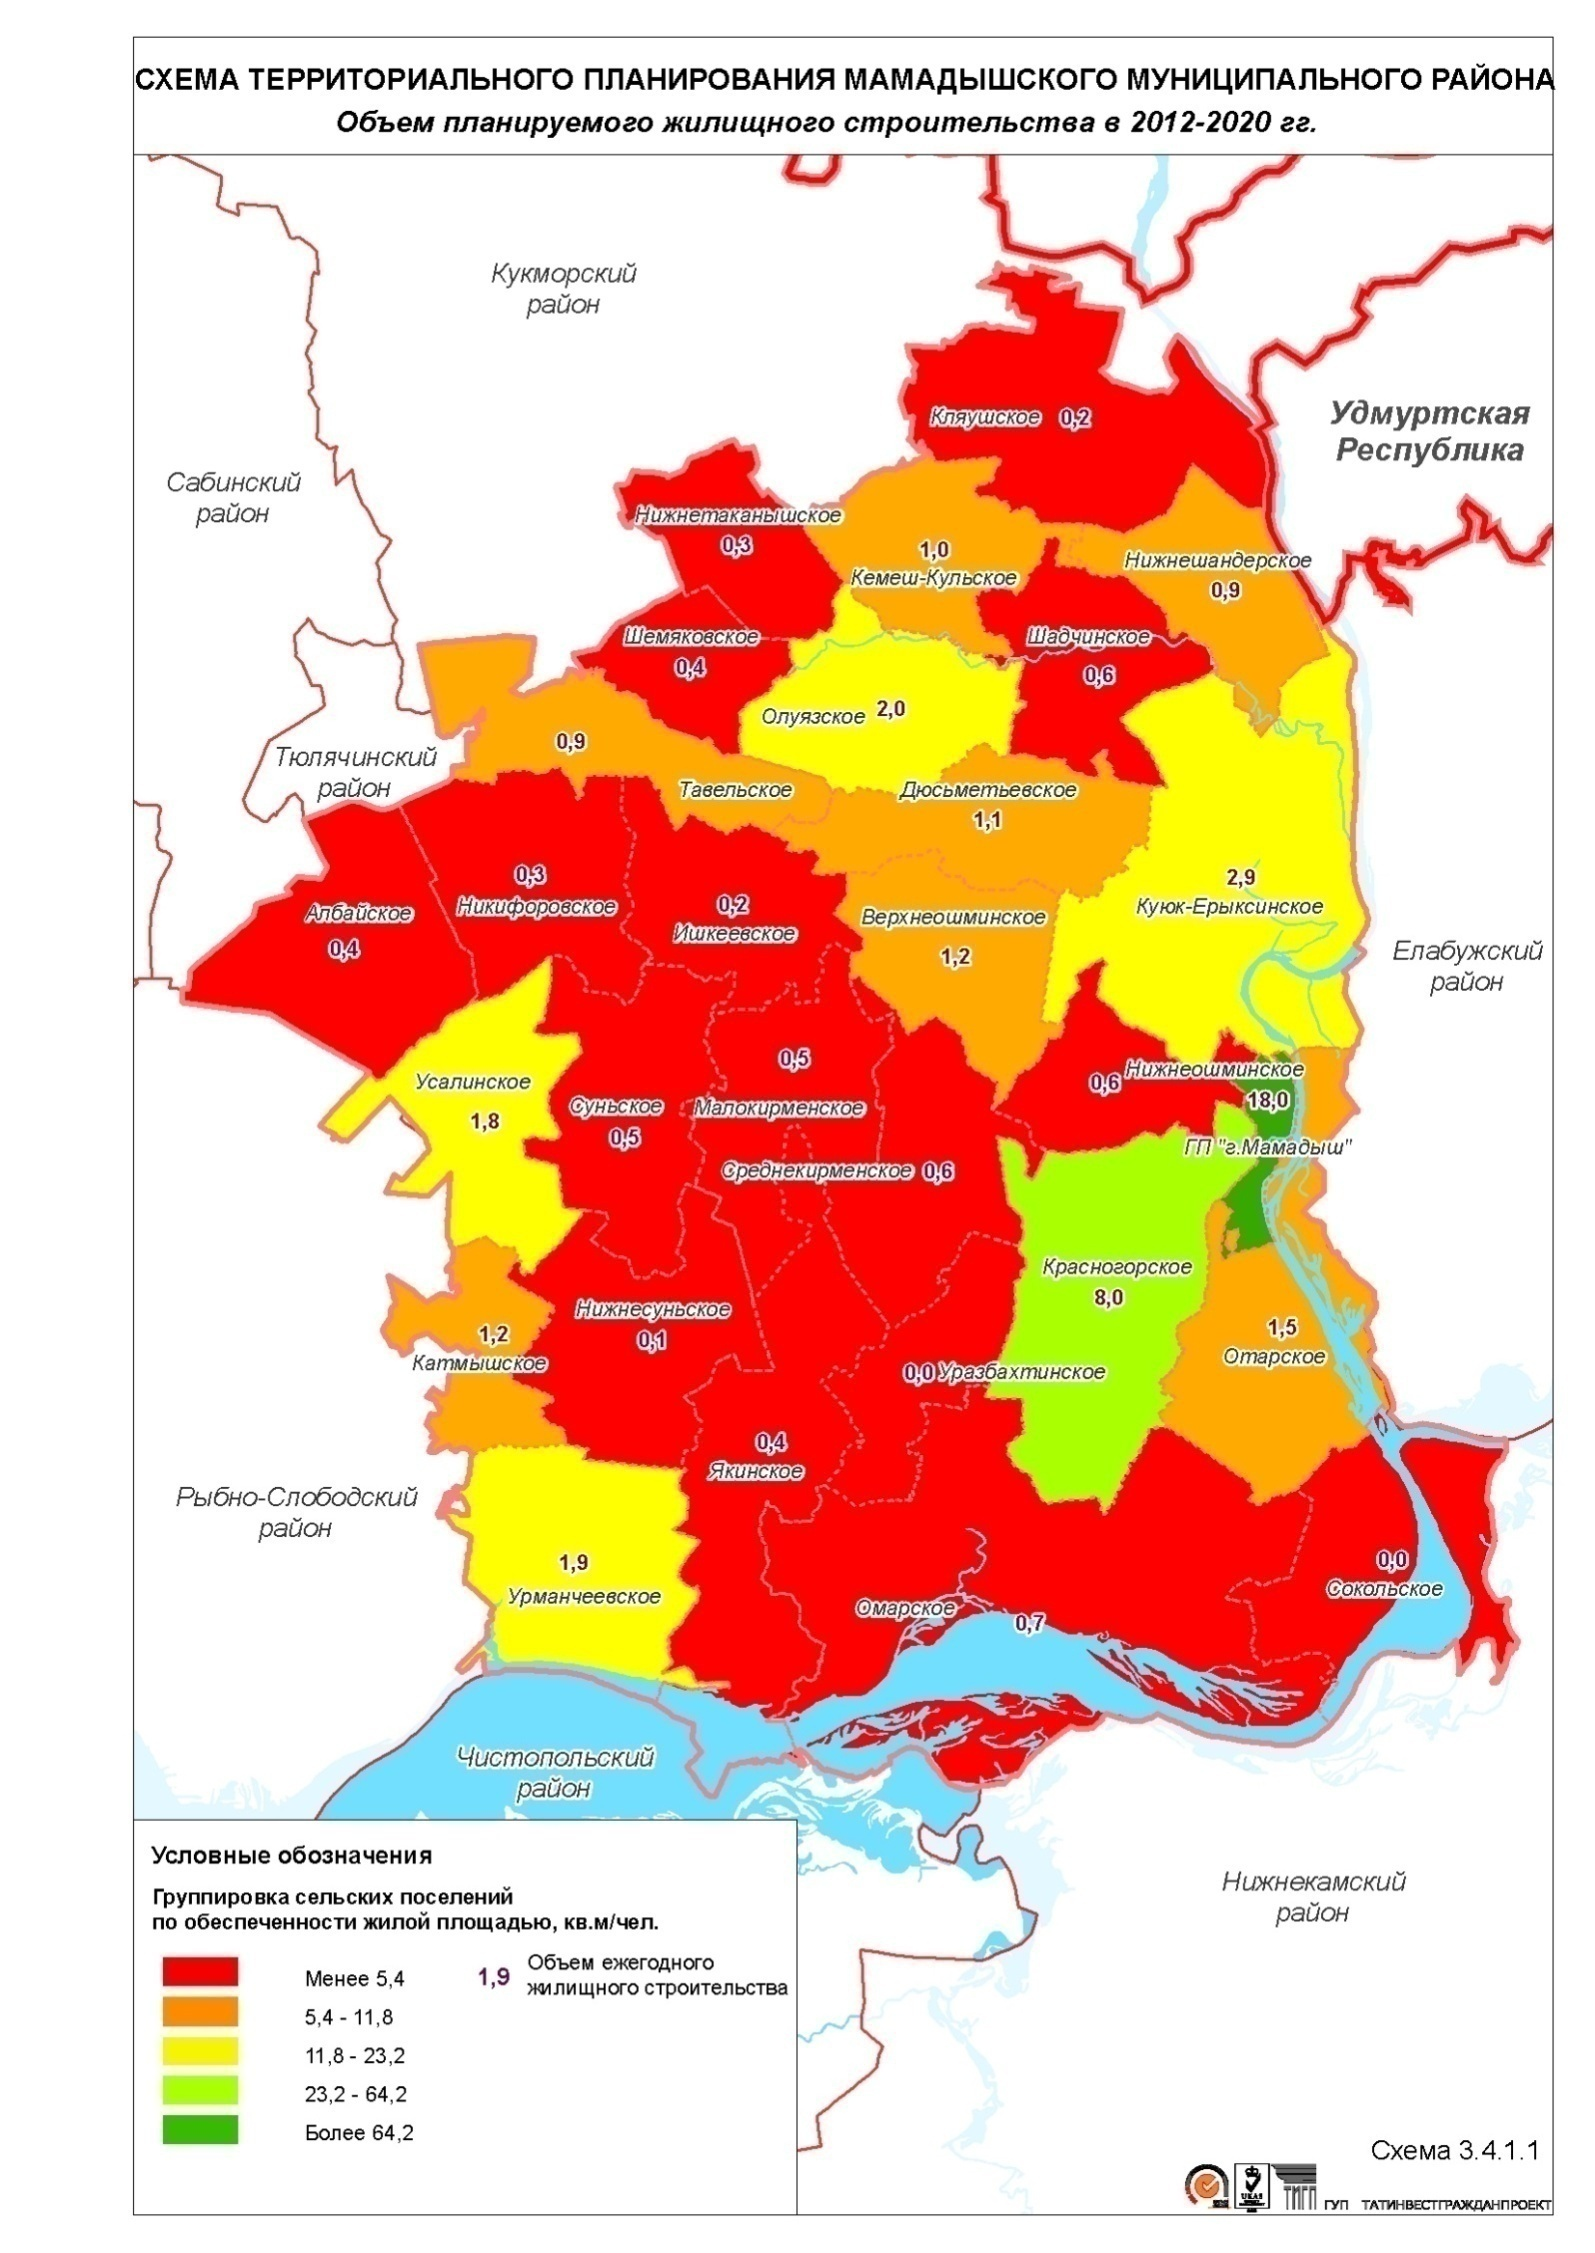 СХЕМА ТЕРРИТОРИАЛЬНОГО ПЛАНИРОВАНИЯ МАМАДЫШСКОГО МУНИЦИПАЛЬНОГО РАЙОНА
Объем планируемого жилищного строительства в 2012-2020 гг.
Кукморский
район
Удмуртская
Республика
Кляушское 0,2
Сабинский
район
Нижнетаканышское
0,3
1,0
Кемеш-Кульское
Нижнешандерское
0,9
Шемяковское
0,4
Шадчинское
0,6
Олуязское 2,0
0,9
Тюлячинский
район
Тавельское
Дюсьметьевское
1,1
0,3
Никифоровское
2,9
Куюк-Ерыксинское
Албайское
0,4
0,2
Ишкеевское
Верхнеошминское
1,2
Елабужский
район
Усалинское
1,8
0,5
Малокирменское
0,6
Нижнеошминское
18,0
ГП "г.Мамадыш"
Суньское
0,5
Среднекирменское 0,6
Красногорское
8,0
Нижнесуньское
0,1
1,2
Катмышское
1,5
Отарское
0,0 Уразбахтинское
0,4
Якинское
Рыбно-Слободский
район
1,9
Урманчеевское
0,0
Сокольское
Омарское
0,7
Чистопольский
район
Нижнекамский
район
Условные обозначения
Группировка сельских поселений
по обеспеченности жилой площадью, кв.м/чел.
Менее 5,4
5,4 - 11,8
11,8 - 23,2
23,2 - 64,2
Более 64,2
1,9 Объем ежегодного
жилищного строительства
Схема 3.4.1.1
UKAS
ТИГП
ГУП ТАТИНВЕСТГРАЖДАНПРОЕКТ